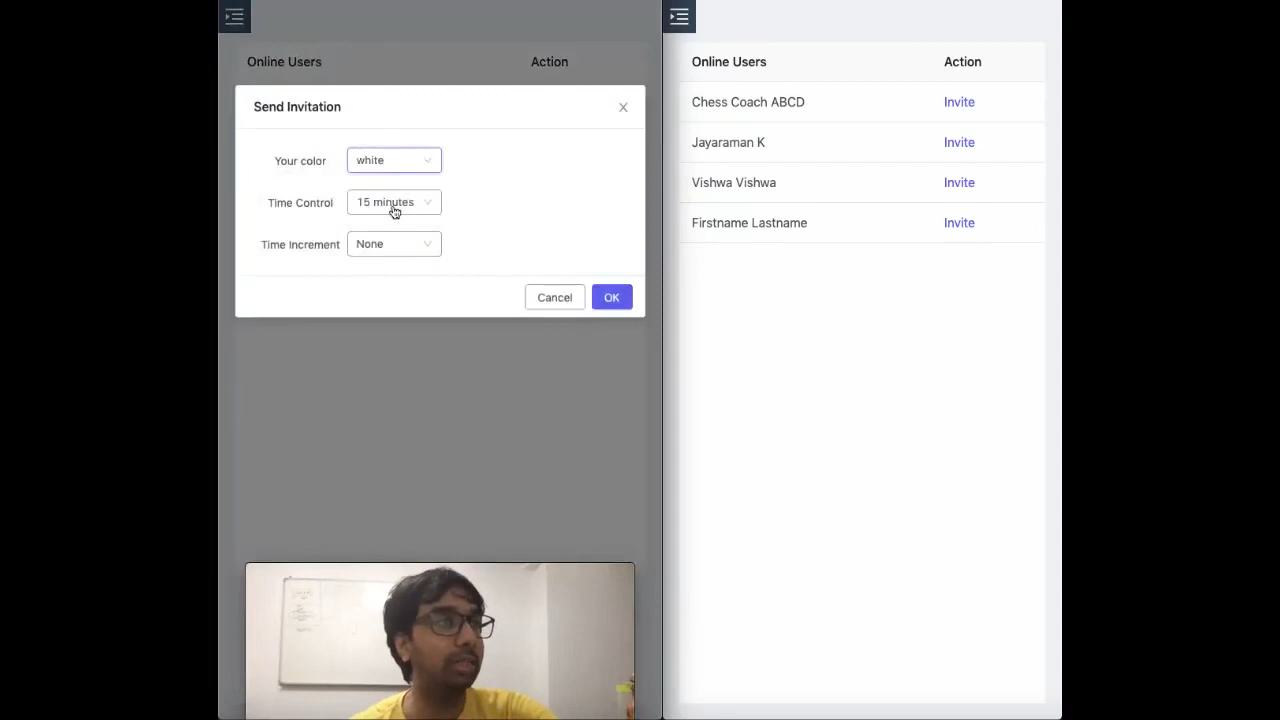 Online Users Action
Send Invitation
Your color white
Time Control 15 minutes
Time Increment None
Cancel OK
Online Users Action
Chess Coach ABCD Invite
Jayaraman K Invite
Vishwa Vishwa Invite
Firstname Lastname Invite